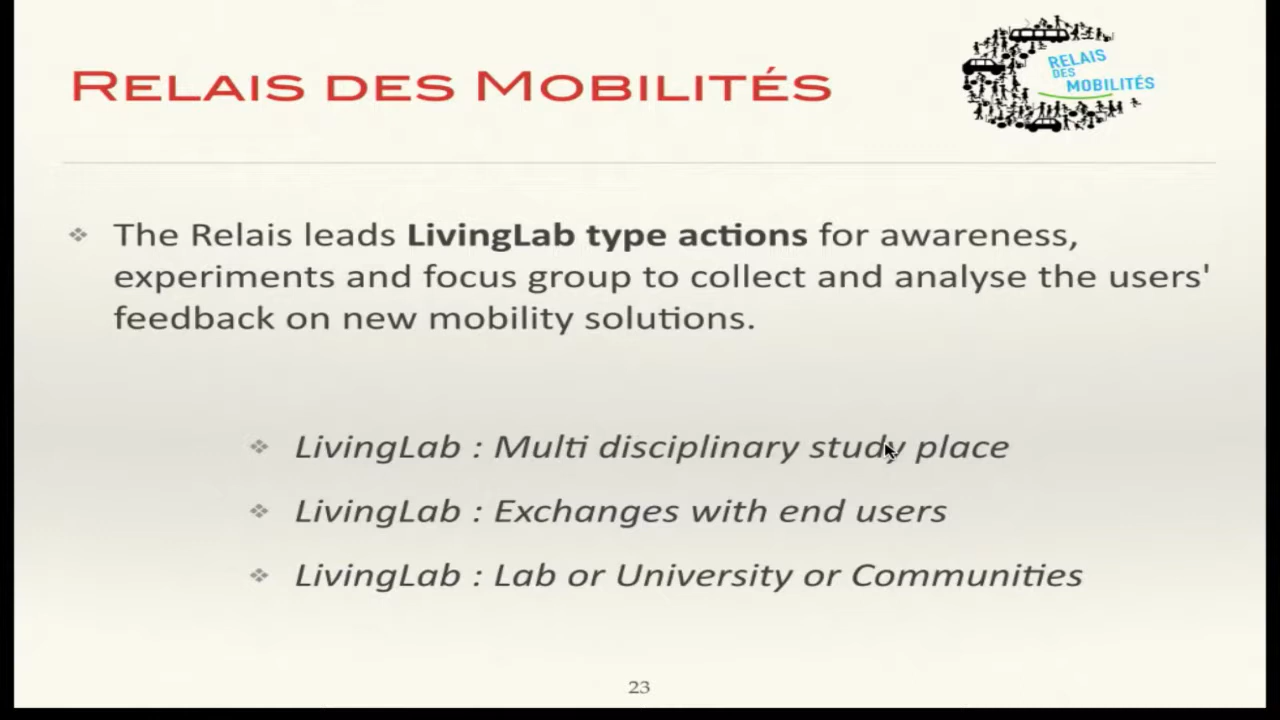 RELAIS DES MOBILITÉS
RELAIS
DES
MOBILITÉS
The Relais leads LivingLab type actions for awareness,
experiments and focus group to collect and analyse the users'
feedback on new mobility solutions.
LivingLab : Multi disciplinary study place
LivingLab : Exchanges with end users
LivingLab : Lab or University or Communities
23